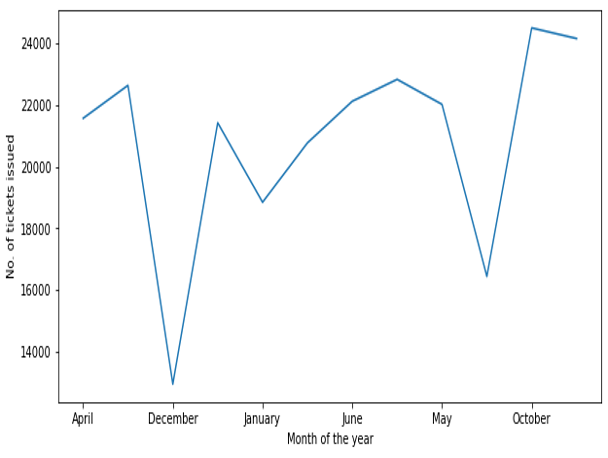 No. of tickets issued
24000
22000
20000
18000
16000
14000
April December January June May October
Month of the year